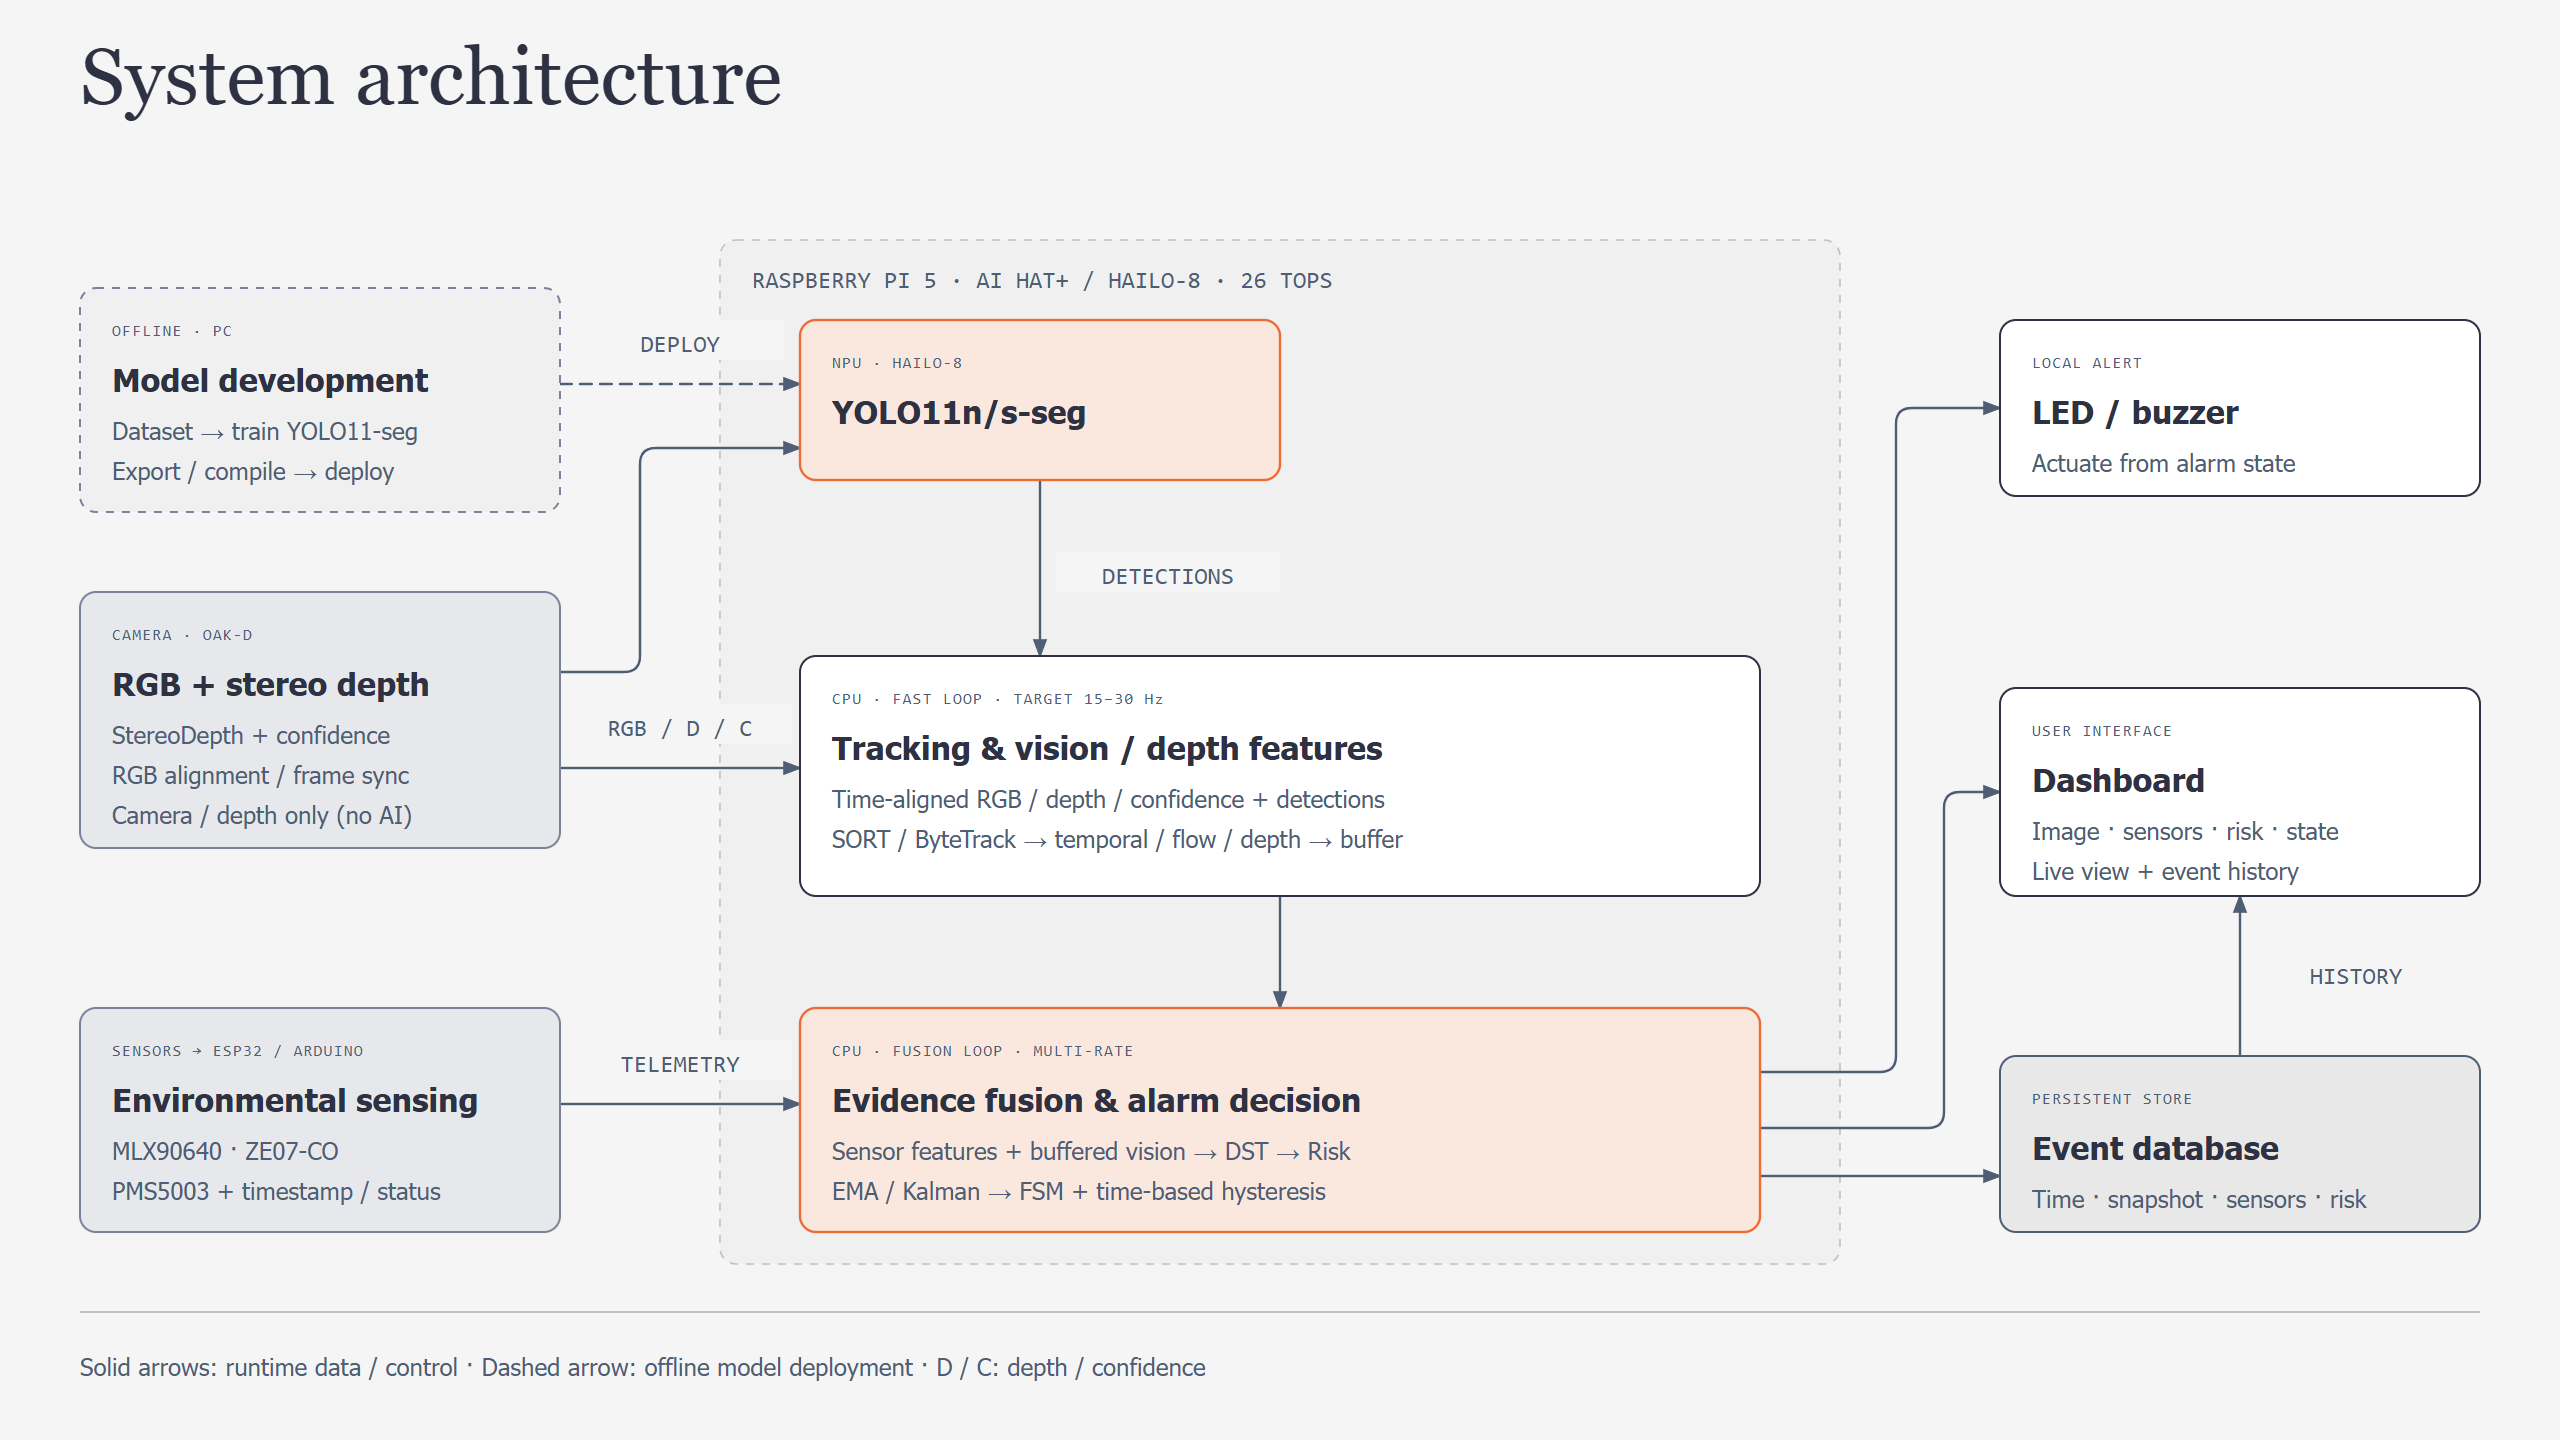 System architecture
RASPBERRY PI 5 · AI HAT+ / HAILO-8 · 26 TOPS
OFFLINE · PC
Model development
Dataset → train YOLO11-seg
Export / compile → deploy
DEPLOY
NPU · HAILO-8
YOLO11n/s-seg
LOCAL ALERT
LED / buzzer
Actuate from alarm state
DETECTIONS
CAMERA · OAK-D
RGB + stereo depth
StereoDepth + confidence
RGB alignment / frame sync
Camera / depth only (no AI)
RGB / D / C
CPU · FAST LOOP · TARGET 15–30 Hz
Tracking & vision / depth features
Time-aligned RGB / depth / confidence + detections
SORT / ByteTrack → temporal / flow / depth → buffer
USER INTERFACE
Dashboard
Image · sensors · risk · state
Live view + event history
HISTORY
SENSORS → ESP32 / ARDUINO
Environmental sensing
MLX90640 · ZE07-CO
PMS5003 + timestamp / status
TELEMETRY
CPU · FUSION LOOP · MULTI-RATE
Evidence fusion & alarm decision
Sensor features + buffered vision → DST → Risk
EMA / Kalman → FSM + time-based hysteresis
PERSISTENT STORE
Event database
Time · snapshot · sensors · risk
Solid arrows: runtime data / control · Dashed arrow: offline model deployment · D / C: depth / confidence